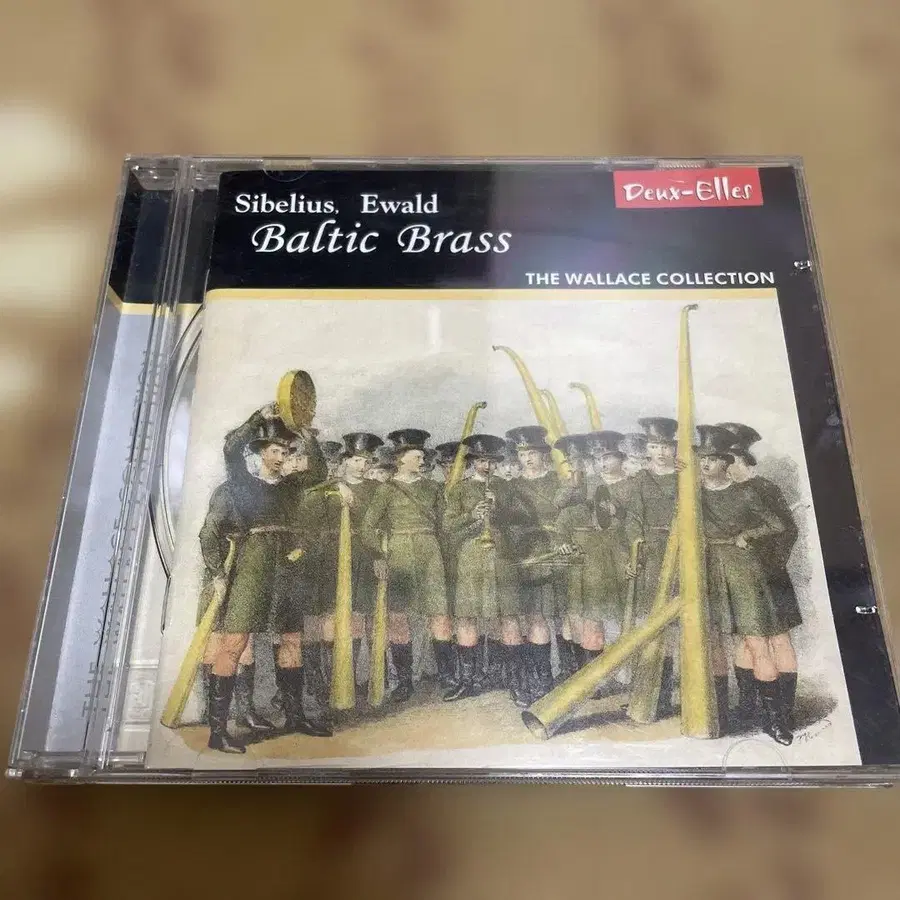 Deux-Elles
Sibelius, Ewald
Baltic Brass
THE WALLACE COLLECTION